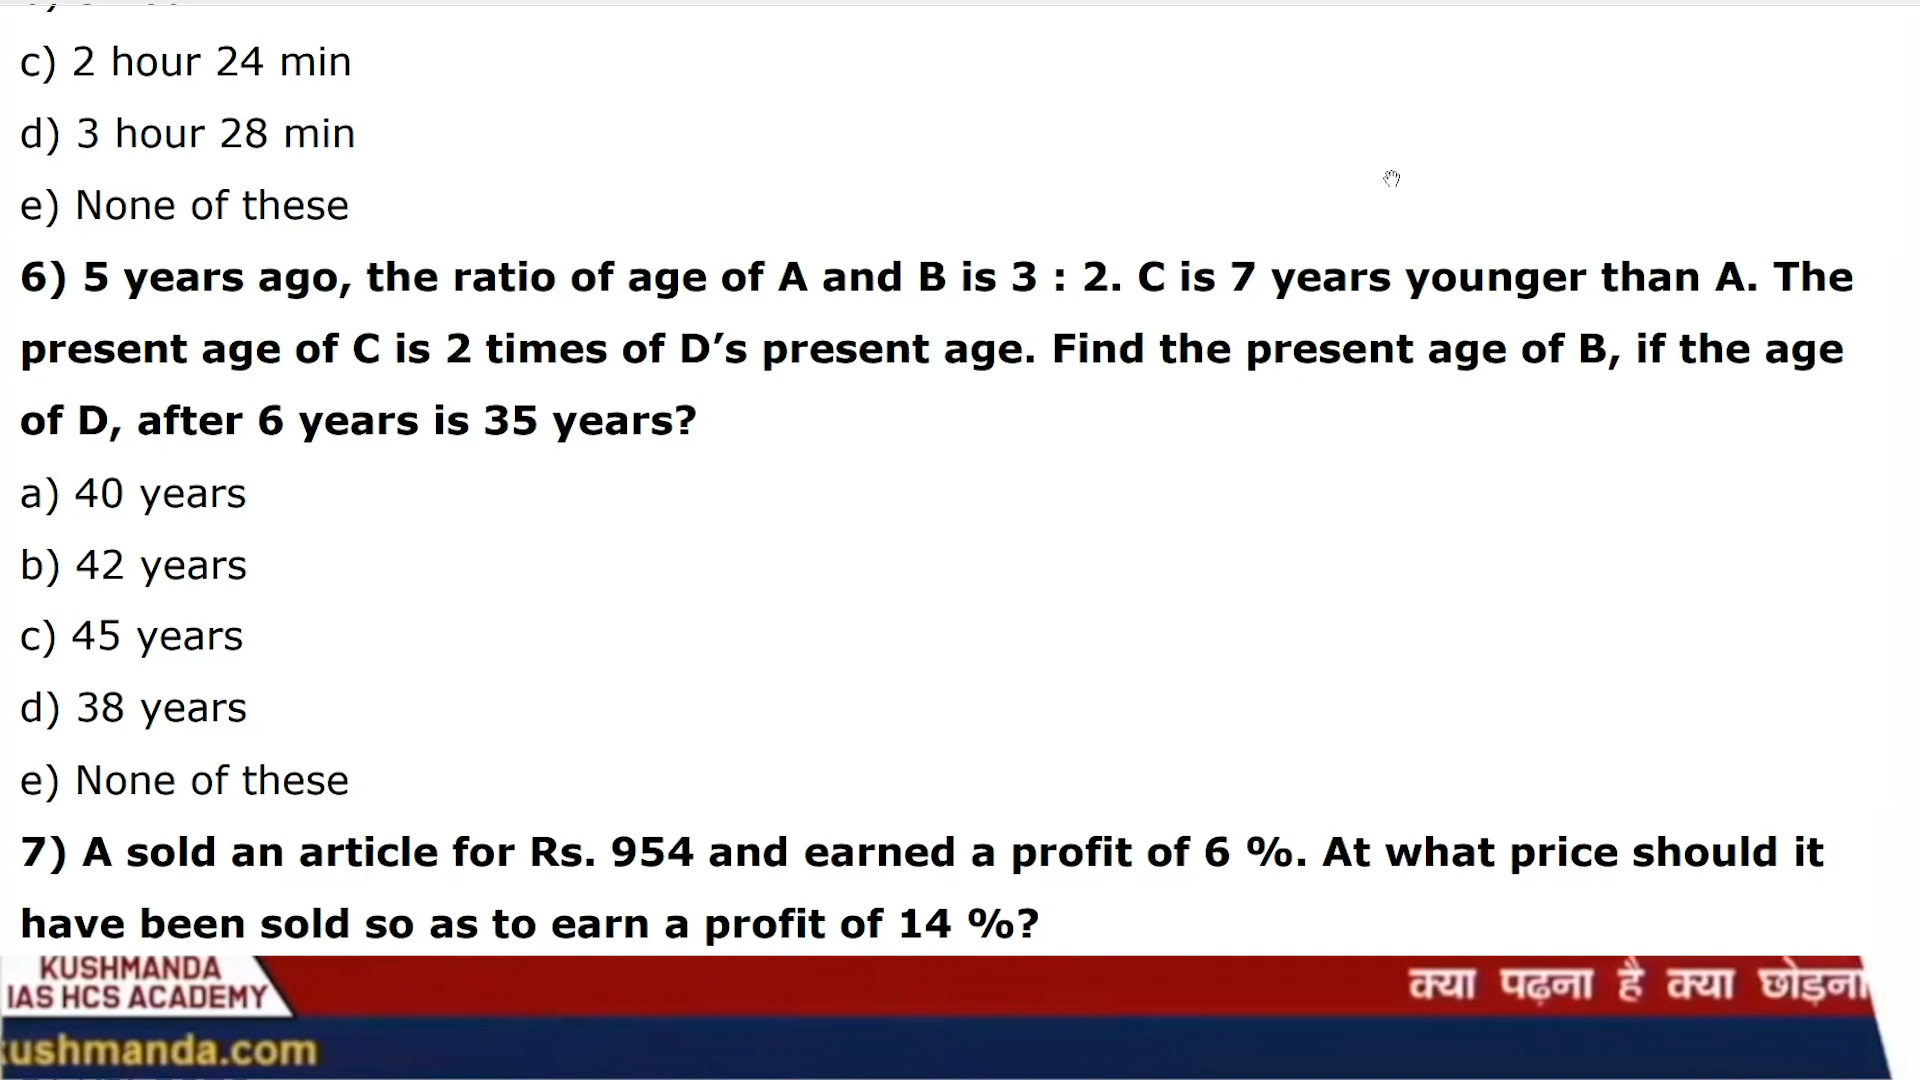 c) 2 hour 24 min
d) 3 hour 28 min
e) None of these
6) 5 years ago, the ratio of age of A and B is 3 : 2. C is 7 years younger than A. The
present age of C is 2 times of D’s present age. Find the present age of B, if the age
of D, after 6 years is 35 years?
a) 40 years
b) 42 years
c) 45 years
d) 38 years
e) None of these
7) A sold an article for Rs. 954 and earned a profit of 6 %. At what price should it
have been sold so as to earn a profit of 14 %?
KUSHMANDA
IAS HCS ACADEMY
क्या पढ़ना है क्या छोड़ना
kushmanda.com